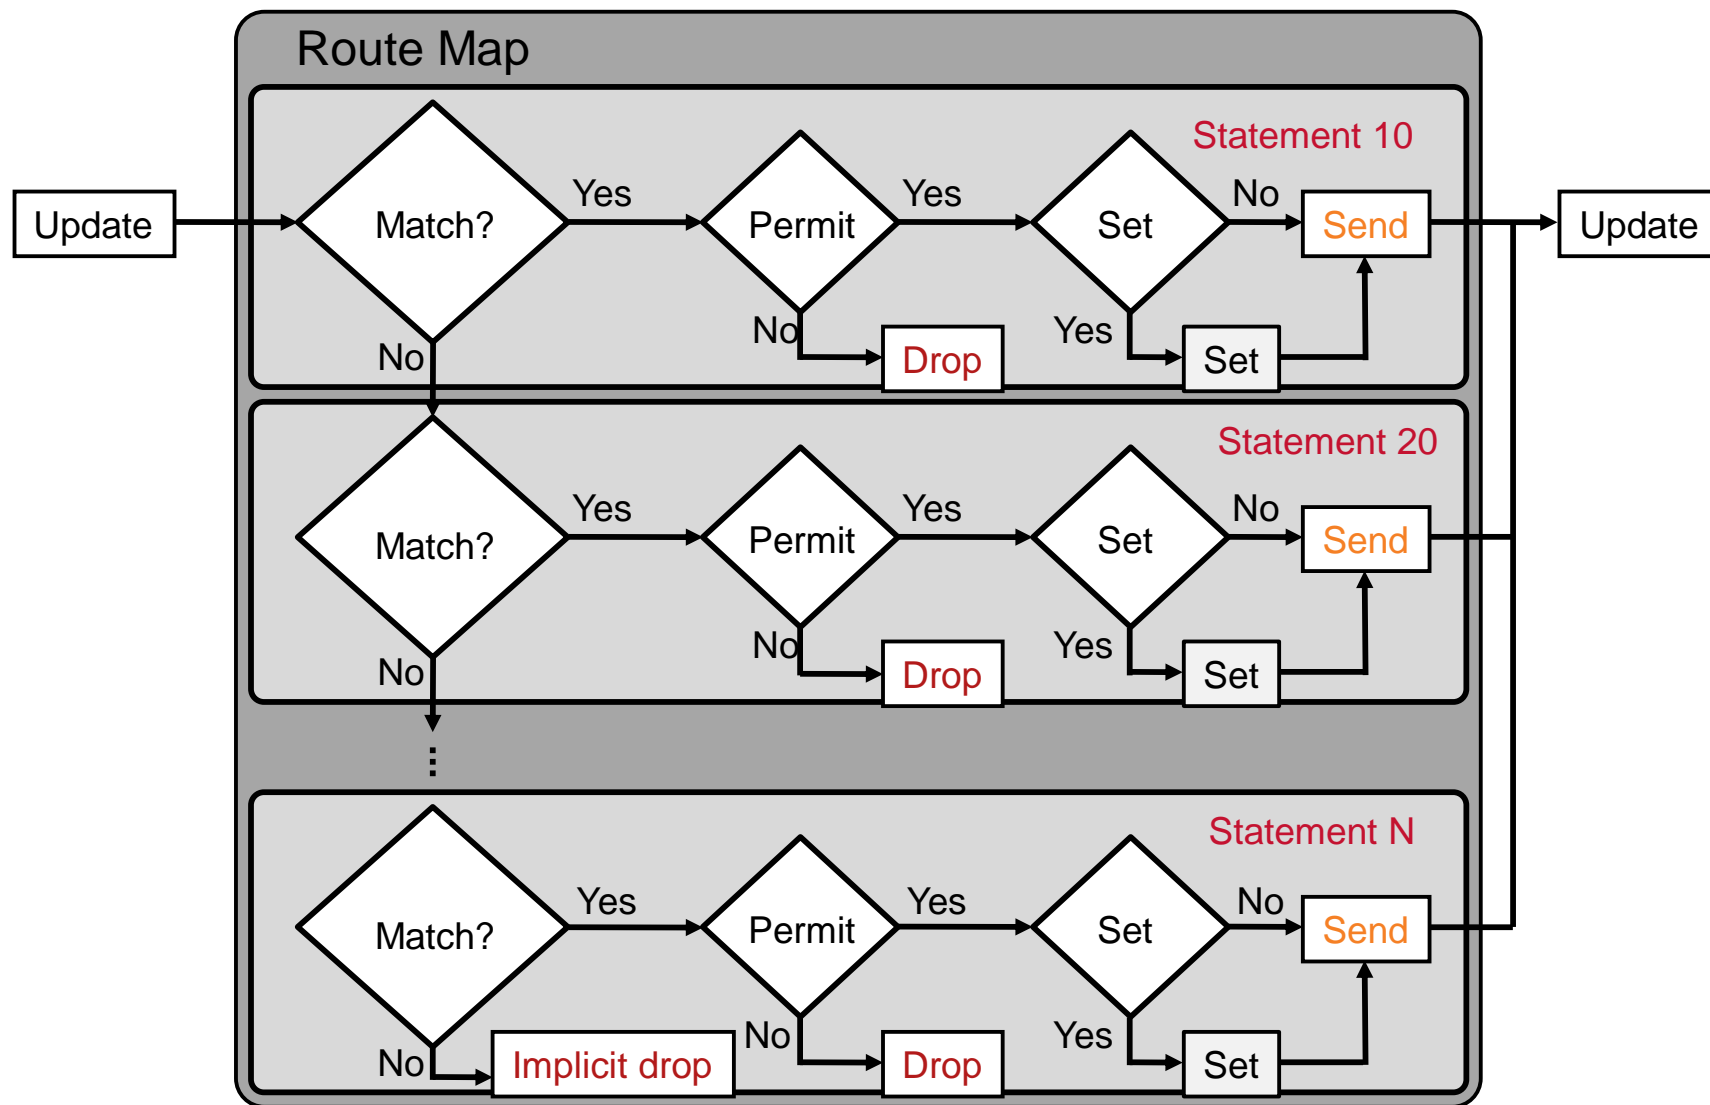 Route Map
Statement 10
Update
Match?
Yes
Permit
Yes
Set
No
Send
Update
No
No
Drop
Yes
Set
Statement 20
Match?
Yes
Permit
Yes
Set
No
Send
No
No
Drop
Yes
Set
...
Statement N
Match?
Yes
Permit
Yes
Set
No
Send
No
Implicit drop
No
Drop
Yes
Set